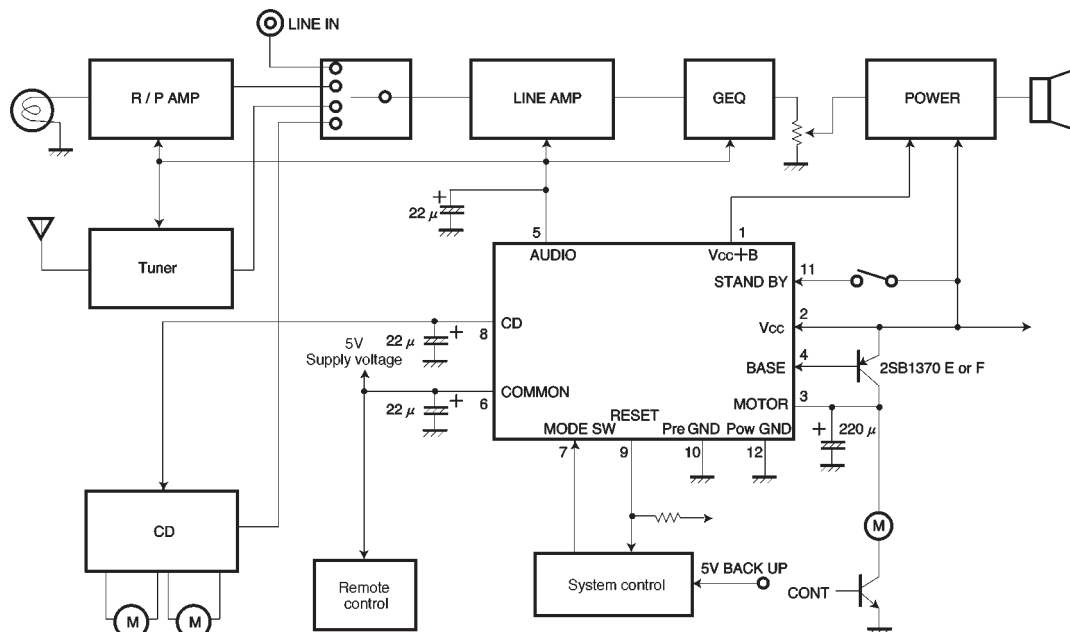 LINE IN
R / P AMP
LINE AMP
GEQ
POWER
+
22 μ
5
1
AUDIO
Vcc+B
Tuner
STAND BY
11
CD
8
22 μ
+
Vcc
2
5V
Supply voltage
BASE
4
2SB1370 E or F
COMMON
6
22 μ
+
MOTOR
3
RESET
MODE SW
Pre GND
Pow GND
+
220 μ
7
9
10
12
CD
M
Remote
control
System control
5V BACK UP
CONT
M
M